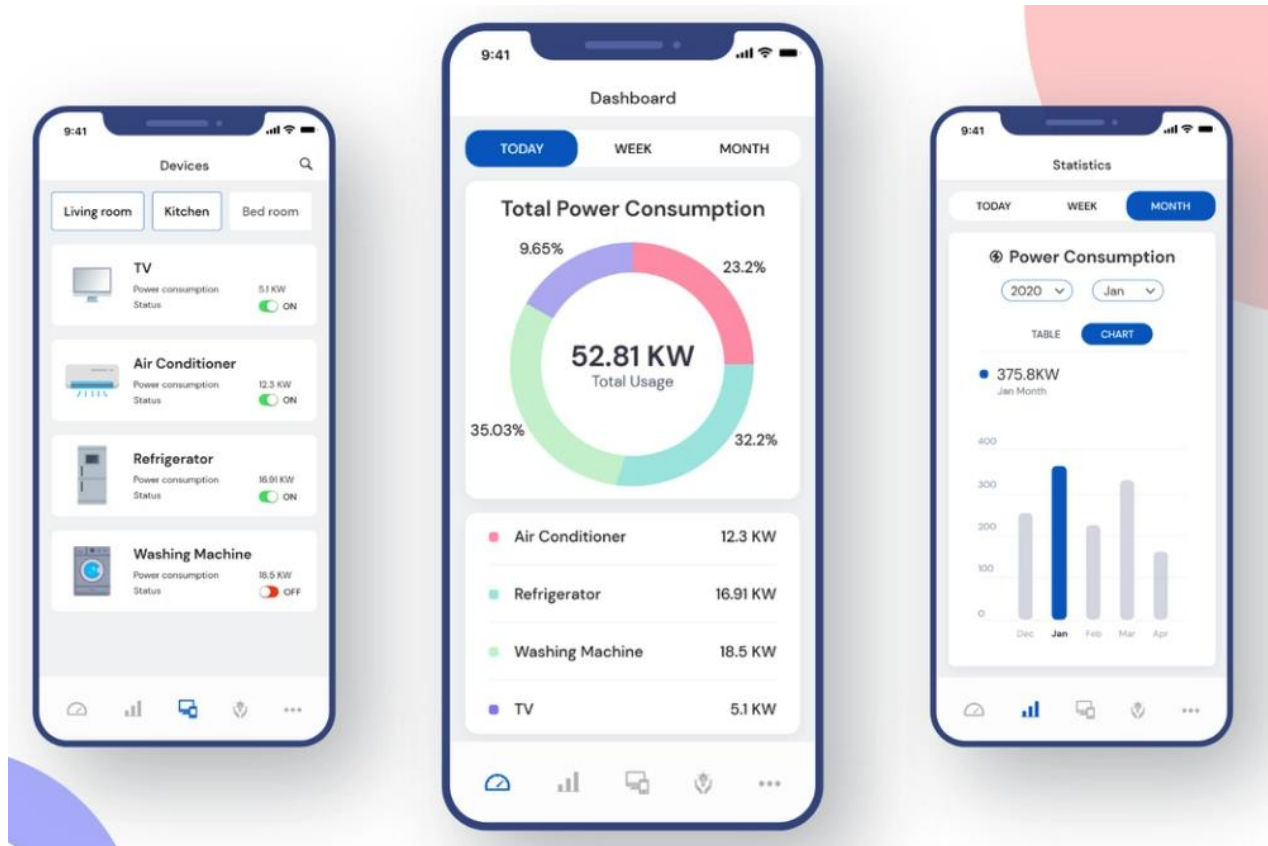 9:41
Devices
Living room Kitchen Bed room
TV
Power consumption 5.1 KW
Status ON
Air Conditioner
Power consumption 12.3 KW
Status ON
Refrigerator
Power consumption 16.91 KW
Status ON
Washing Machine
Power consumption 18.5 KW
Status OFF
9:41
Dashboard
TODAY WEEK MONTH
Total Power Consumption
9.65%
23.2%
52.81 KW
Total Usage
35.03%
32.2%
Air Conditioner 12.3 KW
Refrigerator 16.91 KW
Washing Machine 18.5 KW
TV 5.1 KW
9:41
Statistics
TODAY WEEK MONTH
Power Consumption
2020 Jan
TABLE CHART
375.8KW
Jan Month
400
300
200
100
0
Dec Jan Feb Mar Apr